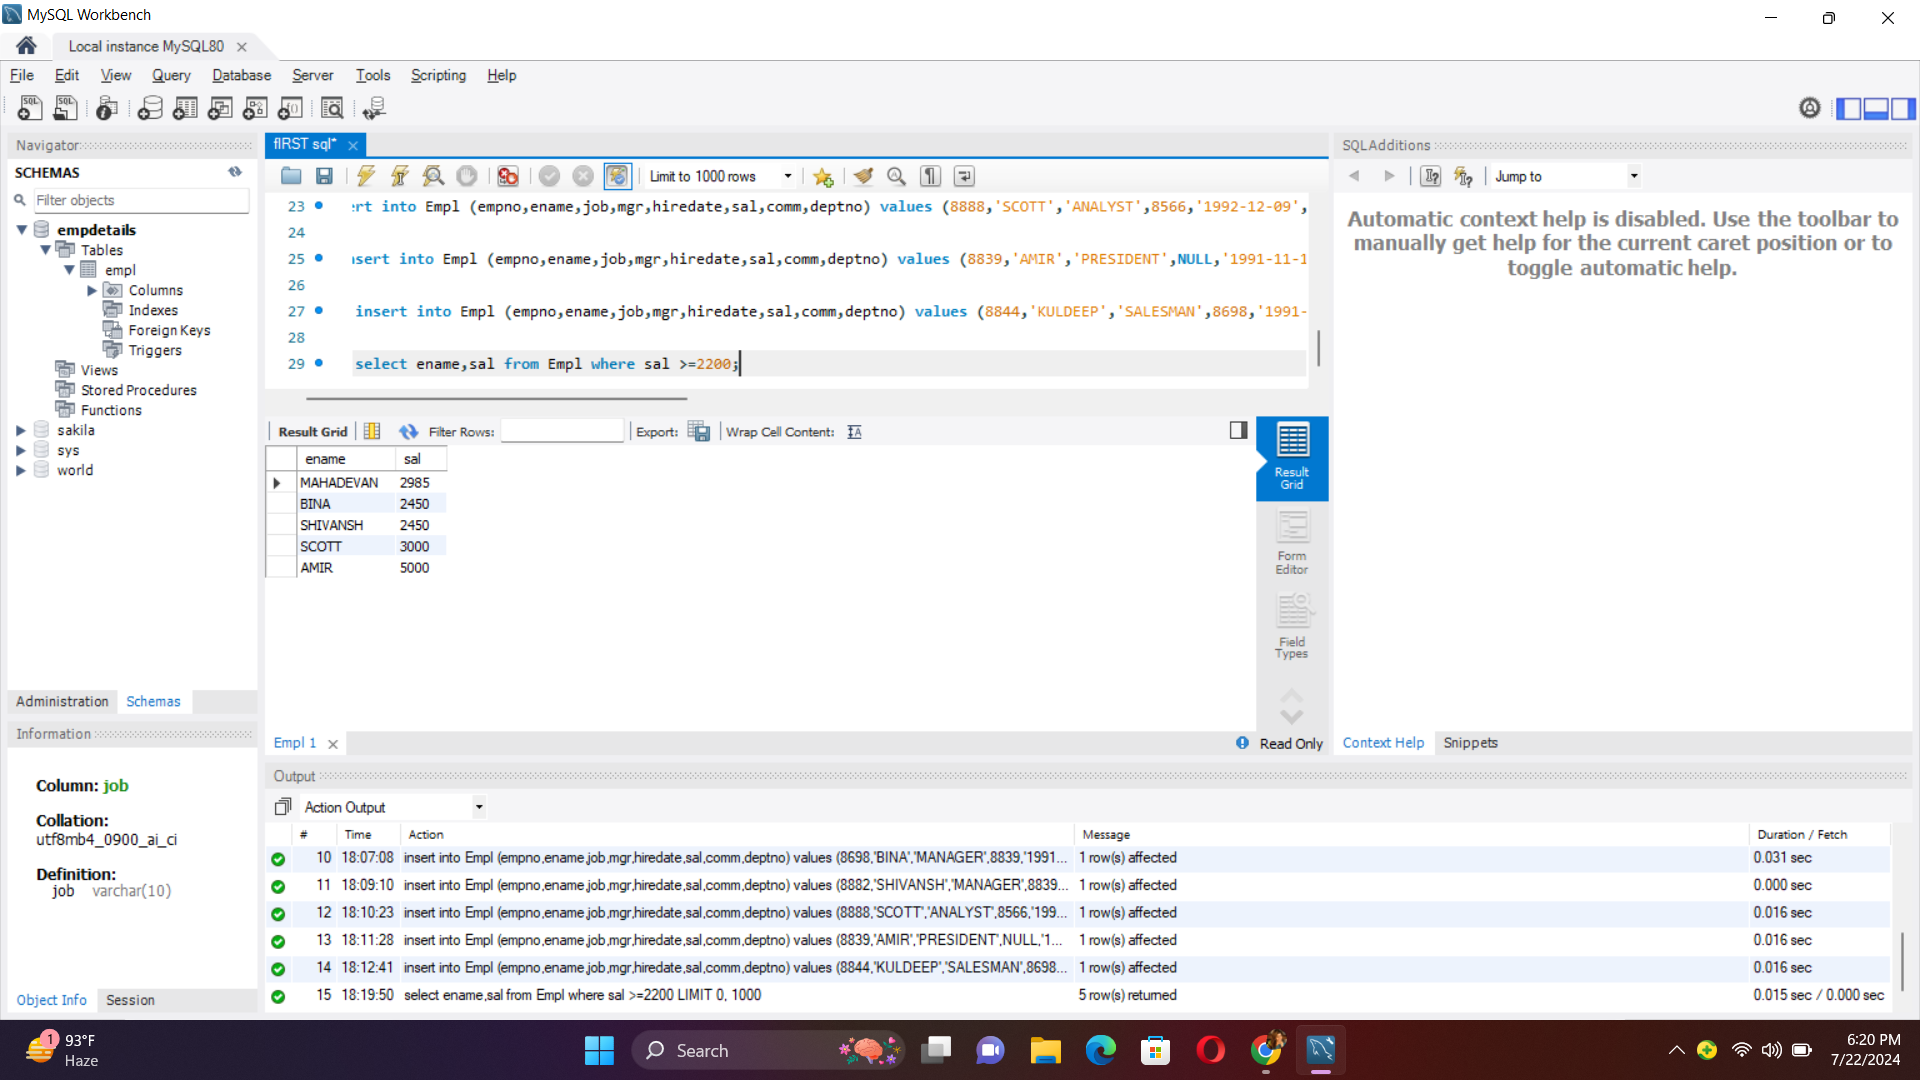 MySQL Workbench
Local instance MySQL80
File Edit View Query Database Server Tools Scripting Help
Navigator
SCHEMAS
Filter objects
empdetails
Tables
empl
Columns
Indexes
Foreign Keys
Triggers
Views
Stored Procedures
Functions
sakila
sys
world
Administration Schemas
Information
Column: job
Collation:
utf8mb4_0900_ai_ci
Definition:
job varchar(10)
Object Info Session
fIRST sql*
Limit to 1000 rows
23 ert into Empl (empno,ename,job,mgr,hiredate,sal,comm,deptno) values (8888,'SCOTT','ANALYST',8566,'1992-12-09',
24
25 nsert into Empl (empno,ename,job,mgr,hiredate,sal,comm,deptno) values (8839,'AMIR','PRESIDENT',NULL,'1991-11-1
26
27 insert into Empl (empno,ename,job,mgr,hiredate,sal,comm,deptno) values (8844,'KULDEEP','SALESMAN',8698,'1991-
28
29 select ename,sal from Empl where sal >=2200;
Result Grid Filter Rows: Export: Wrap Cell Content:
ename sal
MAHADEVAN 2985
BINA 2450
SHIVANSH 2450
SCOTT 3000
AMIR 5000
Result
Grid
Form
Editor
Field
Types
Empl 1
Read Only
SQLAdditions
Jump to
Automatic context help is disabled. Use the toolbar to
manually get help for the current caret position or to
toggle automatic help.
Context Help Snippets
Output
Action Output
# Time Action Message Duration / Fetch
10 18:07:08 insert into Empl (empno,ename,job,mgr,hiredate,sal,comm,deptno) values (8698,'BINA','MANAGER',8839,'1991... 1 row(s) affected 0.031 sec
11 18:09:10 insert into Empl (empno,ename,job,mgr,hiredate,sal,comm,deptno) values (8882,'SHIVANSH','MANAGER',8839... 1 row(s) affected 0.000 sec
12 18:10:23 insert into Empl (empno,ename,job,mgr,hiredate,sal,comm,deptno) values (8888,'SCOTT','ANALYST',8566,'199... 1 row(s) affected 0.016 sec
13 18:11:28 insert into Empl (empno,ename,job,mgr,hiredate,sal,comm,deptno) values (8839,'AMIR','PRESIDENT',NULL,'1... 1 row(s) affected 0.016 sec
14 18:12:41 insert into Empl (empno,ename,job,mgr,hiredate,sal,comm,deptno) values (8844,'KULDEEP','SALESMAN',8698... 1 row(s) affected 0.016 sec
15 18:19:50 select ename,sal from Empl where sal >=2200 LIMIT 0, 1000 5 row(s) returned 0.015 sec / 0.000 sec
1
93°F
Haze
Search
6:20 PM
7/22/2024